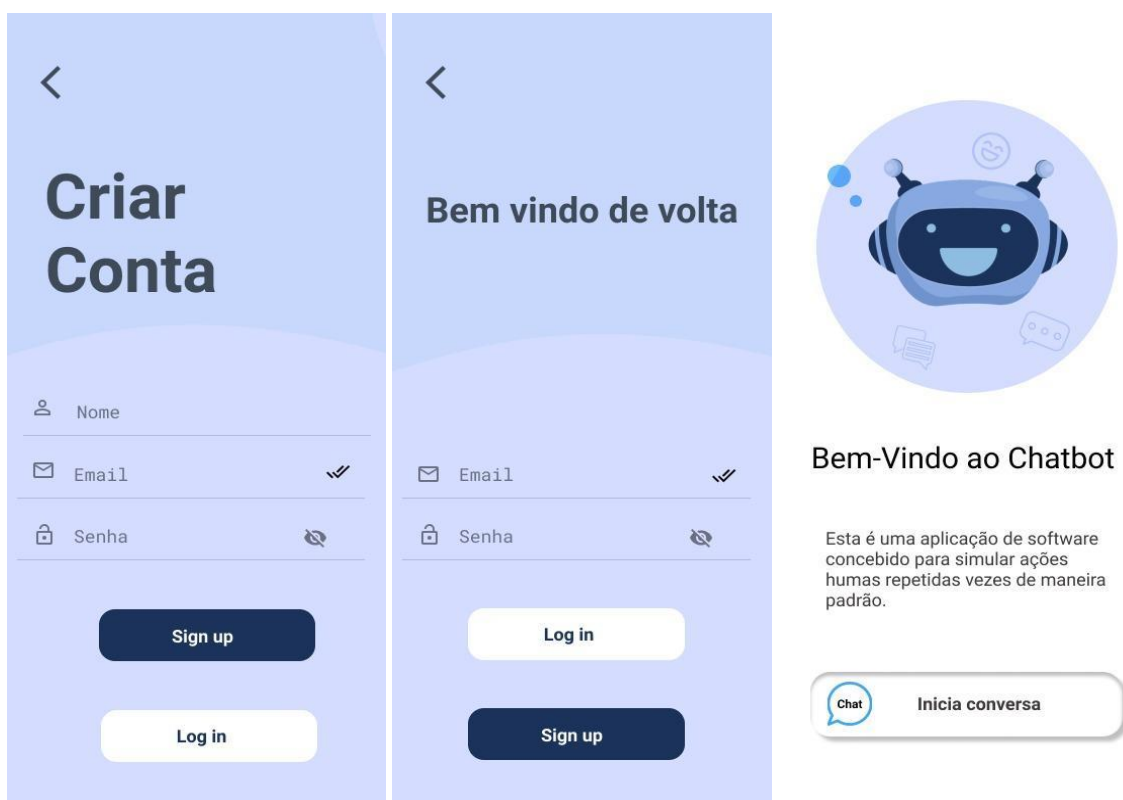 Criar
Conta
Nome
Email
Senha
Sign up
Log in
Bem vindo de volta
Email
Senha
Log in
Sign up
Bem-Vindo ao Chatbot
Esta é uma aplicação de software
concebido para simular ações
humas repetidas vezes de maneira
padrão.
Chat
Inicia conversa